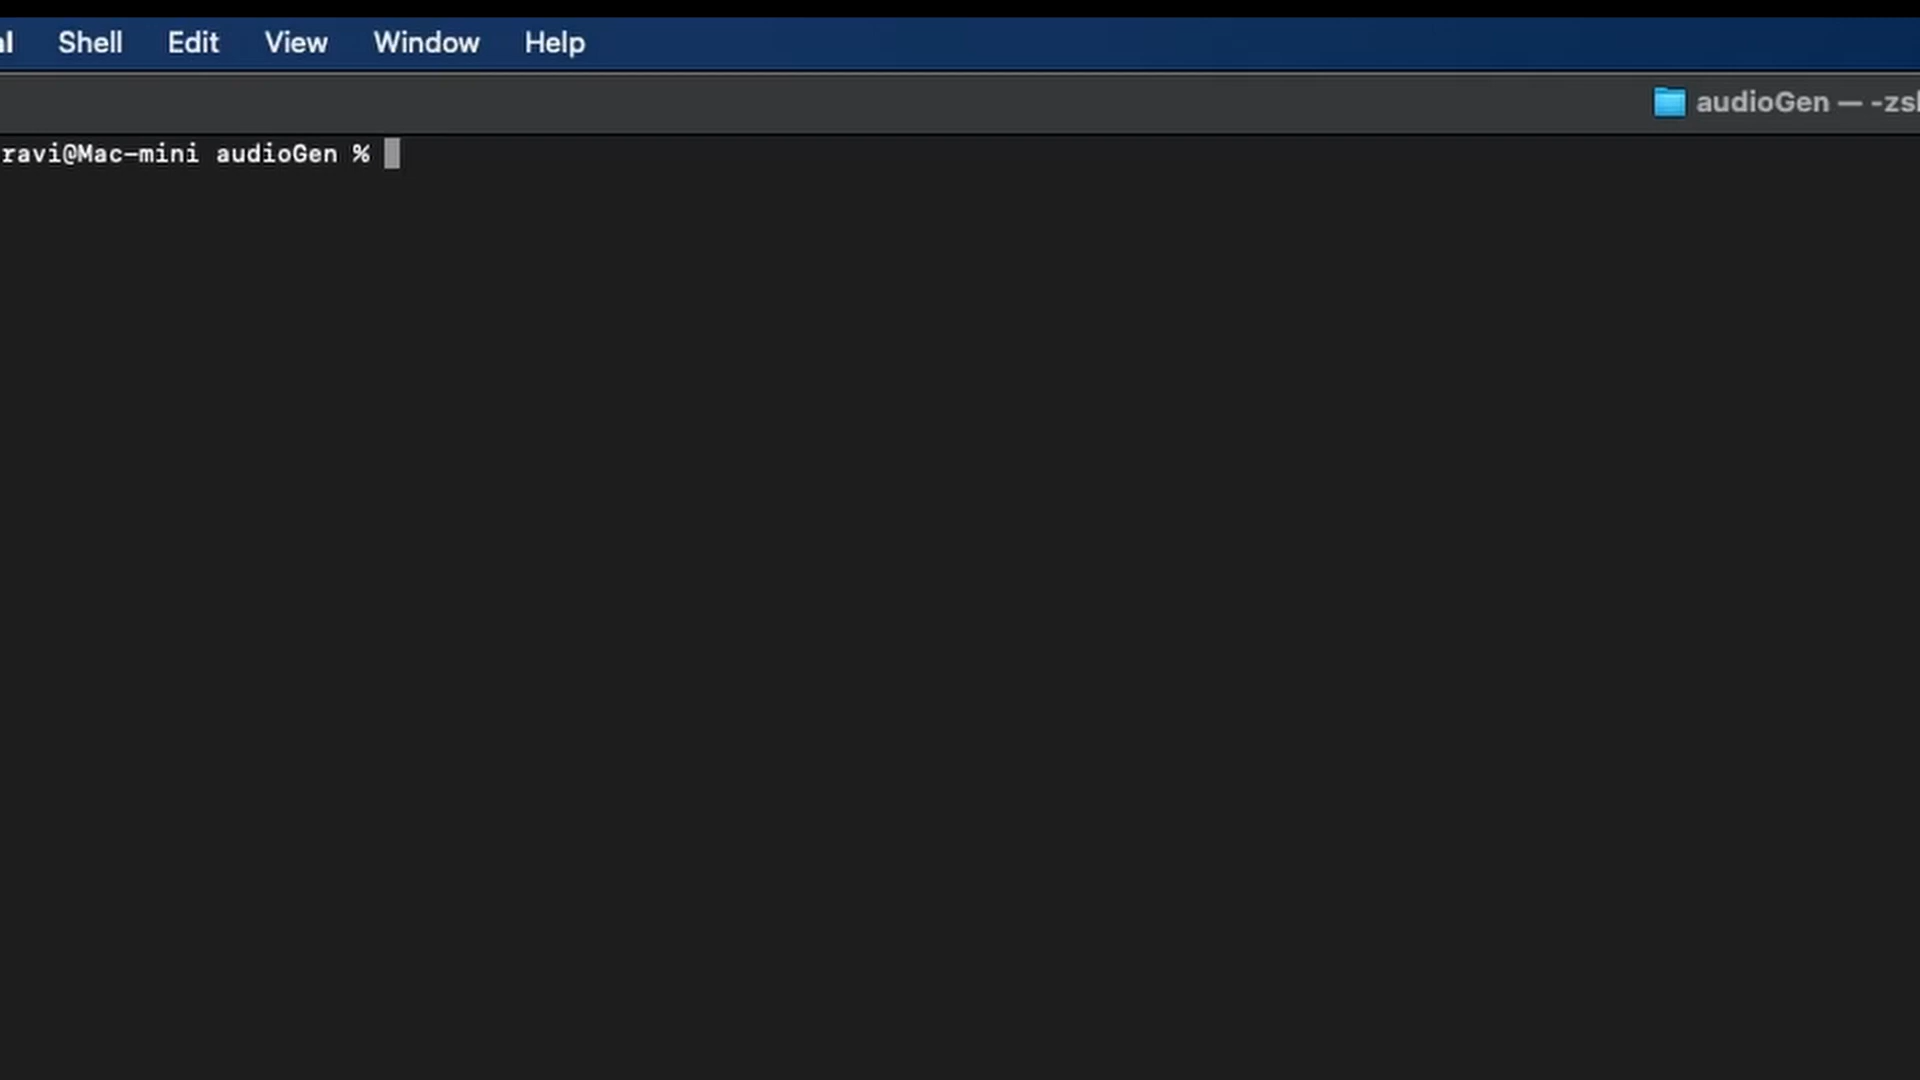 Shell Edit View Window Help
audioGen — -zsh
ravi@Mac-mini audioGen %